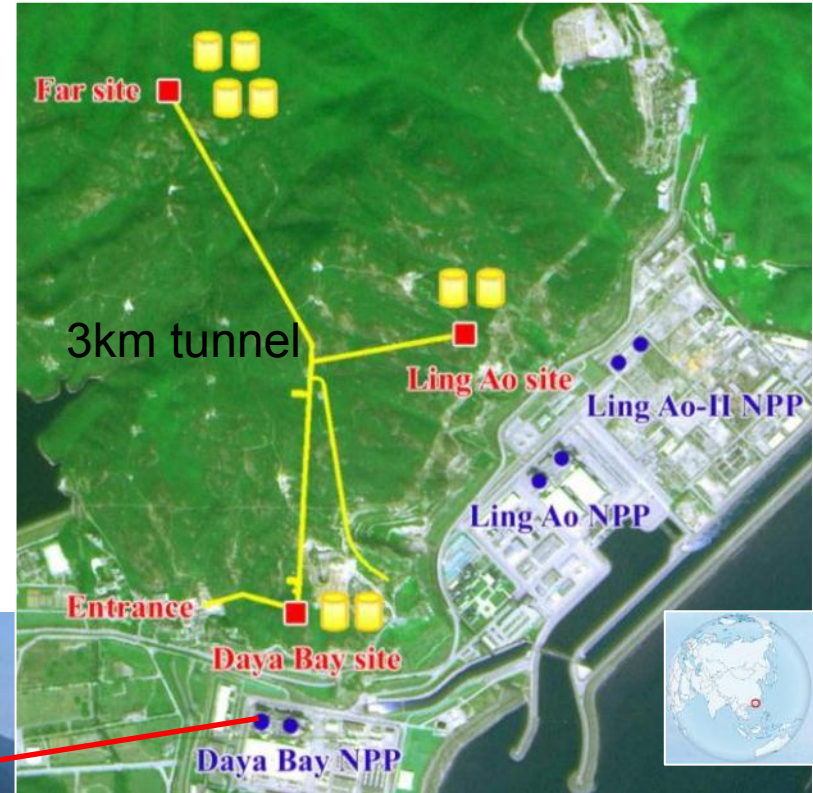 Far site
3km tunnel
Ling Ao site
Ling Ao-II NPP
Ling Ao NPP
Entrance
Daya Bay site
Daya Bay NPP